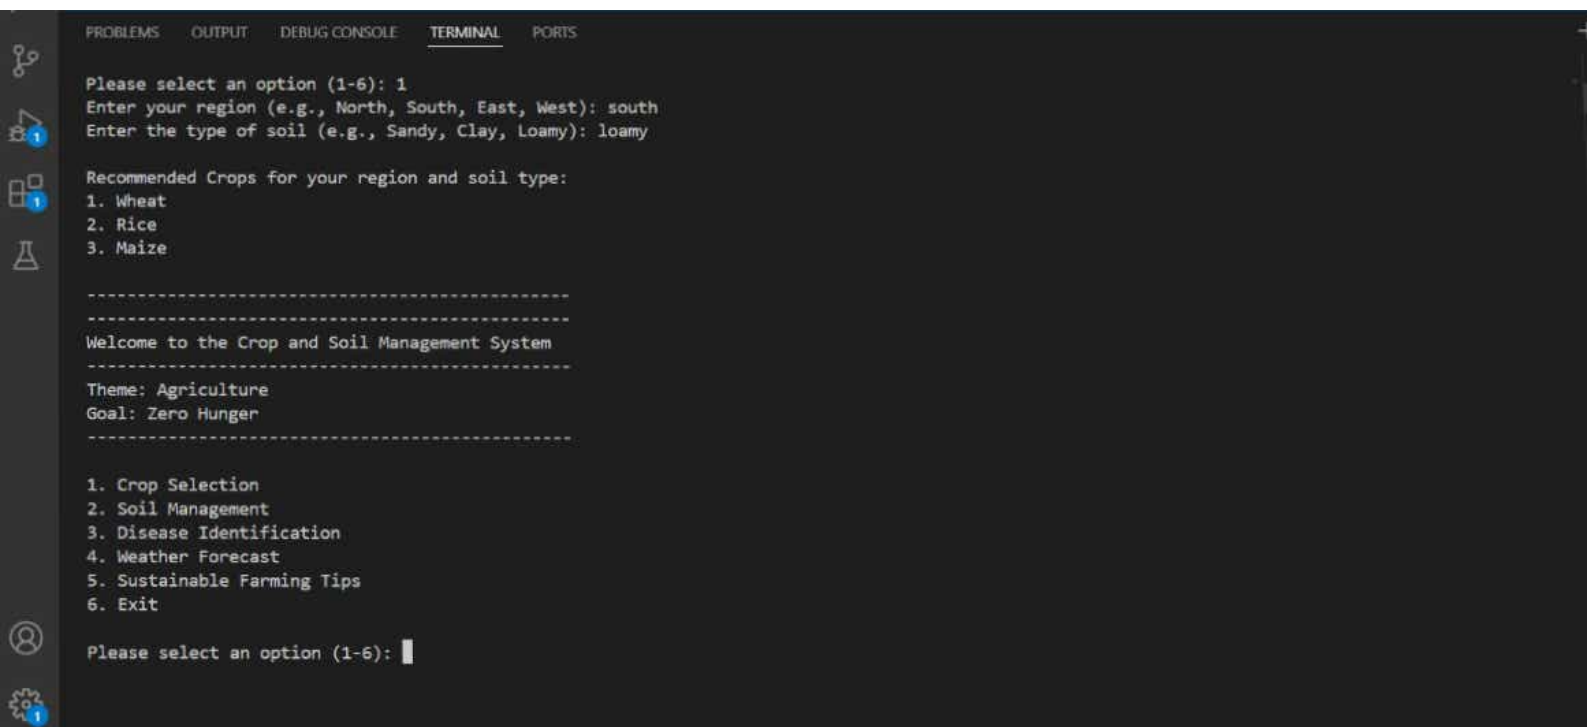 PROBLEMS OUTPUT DEBUG CONSOLE TERMINAL PORTS
Please select an option (1-6): 1
Enter your region (e.g., North, South, East, West): south
Enter the type of soil (e.g., Sandy, Clay, Loamy): loamy
Recommended Crops for your region and soil type:
1. Wheat
2. Rice
3. Maize
--------------------------------------------------
--------------------------------------------------
Welcome to the Crop and Soil Management System
--------------------------------------------------
Theme: Agriculture
Goal: Zero Hunger
--------------------------------------------------
1. Crop Selection
2. Soil Management
3. Disease Identification
4. Weather Forecast
5. Sustainable Farming Tips
6. Exit
Please select an option (1-6):
1
1
1